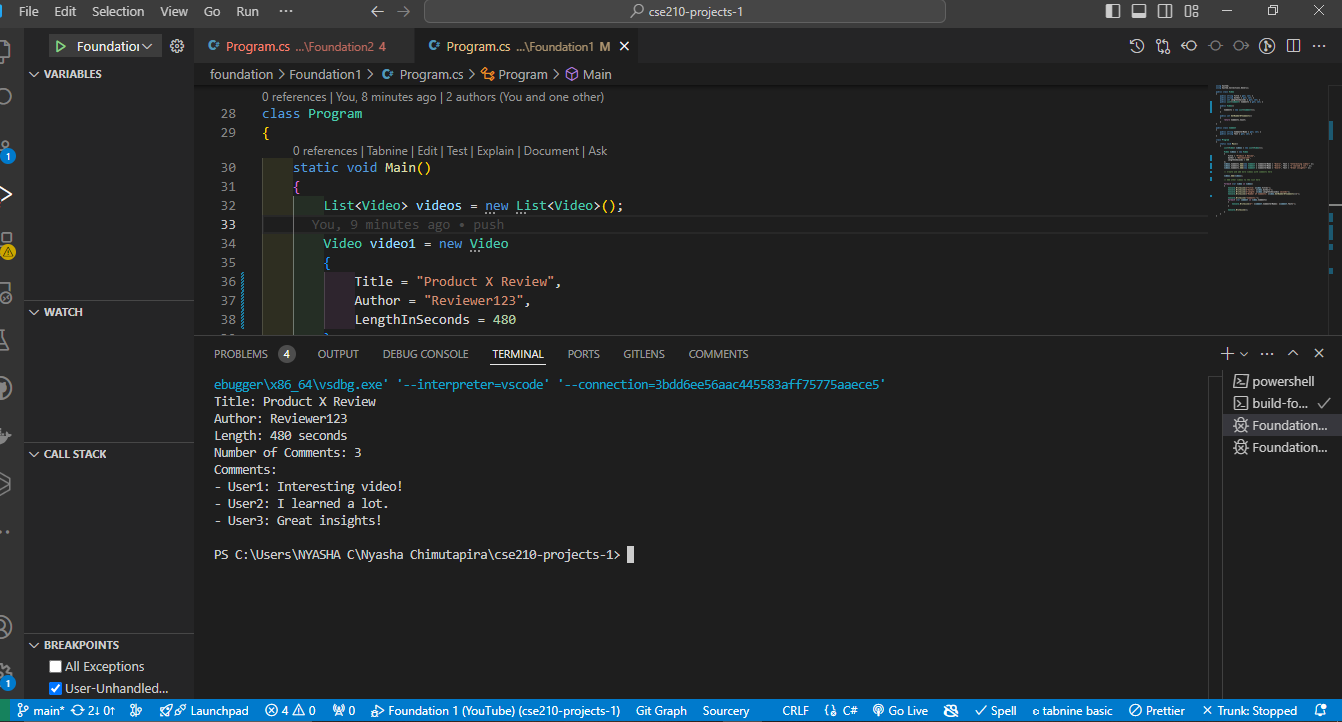 File Edit Selection View Go Run ··· cse210-projects-1
Foundation
Program.cs ...\Foundation2 4
Program.cs ...\Foundation1 M
foundation > Foundation1 > Program.cs > Program > Main
VARIABLES
WATCH
CALL STACK
BREAKPOINTS
All Exceptions
User-Unhandled...
0 references | You, 8 minutes ago | 2 authors (You and one other)
28 class Program
29 {
0 references | Tabnine | Edit | Test | Explain | Document | Ask
30 static void Main()
31 {
32 List<Video> videos = new List<Video>();
33 You, 9 minutes ago • push
34 Video video1 = new Video
35 {
36 Title = "Product X Review",
37 Author = "Reviewer123",
38 LengthInSeconds = 480
PROBLEMS 4 OUTPUT DEBUG CONSOLE TERMINAL PORTS GITLENS COMMENTS
ebugger\x86_64\vsdbg.exe' '--interpreter=vscode' '--connection=3bdd6ee56aac445583aff75775aaece5'
Title: Product X Review
Author: Reviewer123
Length: 480 seconds
Number of Comments: 3
Comments:
- User1: Interesting video!
- User2: I learned a lot.
- User3: Great insights!
PS C:\Users\NYASHA C\Nyasha Chimutapira\cse210-projects-1>
powershell
build-fo...
Foundation...
Foundation...
1
1
main* 2↓ 0↑ Launchpad 4 0 0 Foundation 1 (YouTube) (cse210-projects-1) Git Graph Sourcery CRLF C# Go Live Spell tabnine basic Prettier Trunk: Stopped